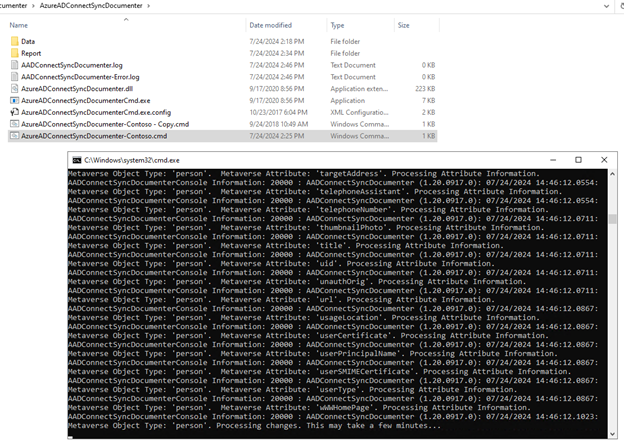 cumenter › AzureADConnectSyncDocumenter ›
Name Date modified Type Size
Data 7/24/2024 2:18 PM File folder
Report 7/24/2024 2:34 PM File folder
AADConnectSyncDocumenter.log 7/24/2024 2:46 PM Text Document 0 KB
AADConnectSyncDocumenter-Error.log 7/24/2024 2:46 PM Text Document 0 KB
AzureADConnectSyncDocumenter.dll 9/17/2020 8:56 PM Application exten... 223 KB
AzureADConnectSyncDocumenterCmd.exe 9/17/2020 8:56 PM Application 7 KB
AzureADConnectSyncDocumenterCmd.exe.config 10/23/2017 6:04 PM XML Configuratio... 2 KB
AzureADConnectSyncDocumenter-Contoso - Copy.cmd 9/24/2018 10:49 AM Windows Comma... 1 KB
AzureADConnectSyncDocumenter-Contoso.cmd 7/24/2024 2:25 PM Windows Comma... 1 KB
C:\Windows\system32\cmd.exe
Metaverse Object Type: 'person'. Metaverse Attribute: 'targetAddress'. Processing Attribute Information.
AADConnectSyncDocumenterConsole Information: 20000 : AADConnectSyncDocumenter (1.20.0917.0): 07/24/2024 14:46:12.0554:
Metaverse Object Type: 'person'. Metaverse Attribute: 'telephoneAssistant'. Processing Attribute Information.
AADConnectSyncDocumenterConsole Information: 20000 : AADConnectSyncDocumenter (1.20.0917.0): 07/24/2024 14:46:12.0554:
Metaverse Object Type: 'person'. Metaverse Attribute: 'telephoneNumber'. Processing Attribute Information.
AADConnectSyncDocumenterConsole Information: 20000 : AADConnectSyncDocumenter (1.20.0917.0): 07/24/2024 14:46:12.0711:
Metaverse Object Type: 'person'. Metaverse Attribute: 'thumbnailPhoto'. Processing Attribute Information.
AADConnectSyncDocumenterConsole Information: 20000 : AADConnectSyncDocumenter (1.20.0917.0): 07/24/2024 14:46:12.0711:
Metaverse Object Type: 'person'. Metaverse Attribute: 'title'. Processing Attribute Information.
AADConnectSyncDocumenterConsole Information: 20000 : AADConnectSyncDocumenter (1.20.0917.0): 07/24/2024 14:46:12.0711:
Metaverse Object Type: 'person'. Metaverse Attribute: 'uid'. Processing Attribute Information.
AADConnectSyncDocumenterConsole Information: 20000 : AADConnectSyncDocumenter (1.20.0917.0): 07/24/2024 14:46:12.0711:
Metaverse Object Type: 'person'. Metaverse Attribute: 'unauthOrig'. Processing Attribute Information.
AADConnectSyncDocumenterConsole Information: 20000 : AADConnectSyncDocumenter (1.20.0917.0): 07/24/2024 14:46:12.0711:
Metaverse Object Type: 'person'. Metaverse Attribute: 'url'. Processing Attribute Information.
AADConnectSyncDocumenterConsole Information: 20000 : AADConnectSyncDocumenter (1.20.0917.0): 07/24/2024 14:46:12.0867:
Metaverse Object Type: 'person'. Metaverse Attribute: 'usageLocation'. Processing Attribute Information.
AADConnectSyncDocumenterConsole Information: 20000 : AADConnectSyncDocumenter (1.20.0917.0): 07/24/2024 14:46:12.0867:
Metaverse Object Type: 'person'. Metaverse Attribute: 'userCertificate'. Processing Attribute Information.
AADConnectSyncDocumenterConsole Information: 20000 : AADConnectSyncDocumenter (1.20.0917.0): 07/24/2024 14:46:12.0867:
Metaverse Object Type: 'person'. Metaverse Attribute: 'userPrincipalName'. Processing Attribute Information.
AADConnectSyncDocumenterConsole Information: 20000 : AADConnectSyncDocumenter (1.20.0917.0): 07/24/2024 14:46:12.0867:
Metaverse Object Type: 'person'. Metaverse Attribute: 'userSMIMECertificate'. Processing Attribute Information.
AADConnectSyncDocumenterConsole Information: 20000 : AADConnectSyncDocumenter (1.20.0917.0): 07/24/2024 14:46:12.0867:
Metaverse Object Type: 'person'. Metaverse Attribute: 'userType'. Processing Attribute Information.
AADConnectSyncDocumenterConsole Information: 20000 : AADConnectSyncDocumenter (1.20.0917.0): 07/24/2024 14:46:12.0867:
Metaverse Object Type: 'person'. Metaverse Attribute: 'wWWHomePage'. Processing Attribute Information.
AADConnectSyncDocumenterConsole Information: 20000 : AADConnectSyncDocumenter (1.20.0917.0): 07/24/2024 14:46:12.1023:
Metaverse Object Type: 'person'. Processing changes. This may take a few minutes...